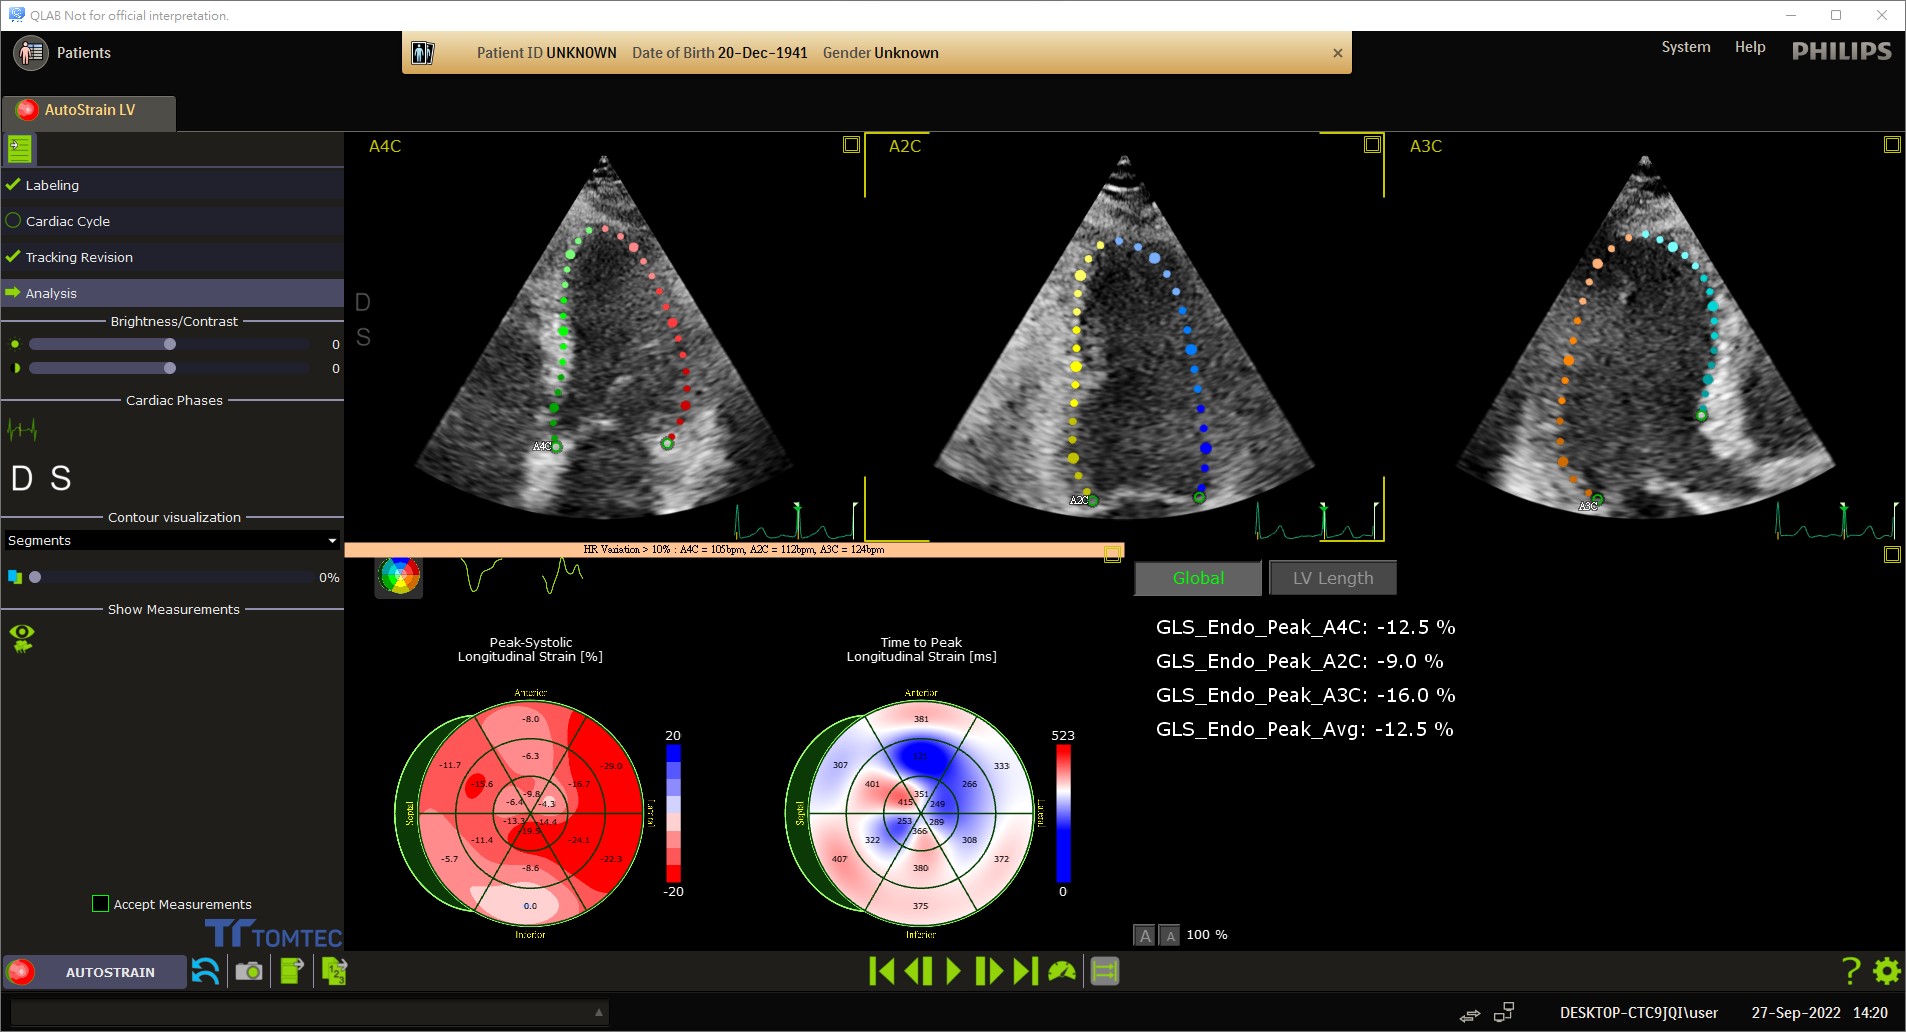 QLAB Not for official interpretation.
Patients
Patient ID UNKNOWN Date of Birth 20-Dec-1941 Gender Unknown
System Help PHILIPS
AutoStrain LV
Labeling
Cardiac Cycle
Tracking Revision
Analysis
Brightness/Contrast
0
0
Cardiac Phases
D S
Contour visualization
Segments
0%
Show Measurements
Accept Measurements
TOMTEC
A4C
D
S
A4C
A2C
A2C
A3C
A3C
HR Variation > 10% : A4C = 105bpm, A2C = 112bpm, A3C = 124bpm
Peak-Systolic
Longitudinal Strain [%]
Anterior
-8.0
-11.7
-6.3
-29.0
-15.6
-16.7
-9.8
-6.4
-4.3
Septal
Lateral
-13.3
-14.4
-19.5
-11.4
-24.1
-5.7
-8.6
-22.3
0.0
Inferior
20
-20
Time to Peak
Longitudinal Strain [ms]
Anterior
381
307
333
401
266
351
415
249
Septal
Lateral
253
289
366
322
308
407
380
372
375
Inferior
523
0
Global
LV Length
GLS_Endo_Peak_A4C: -12.5 %
GLS_Endo_Peak_A2C: -9.0 %
GLS_Endo_Peak_A3C: -16.0 %
GLS_Endo_Peak_Avg: -12.5 %
A A 100 %
AUTOSTRAIN
DESKTOP-CTC9JQI\user 27-Sep-2022 14:20